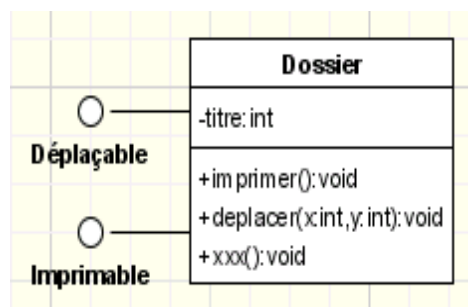 Dossier
-titre:int
Déplaçable
+imprimer():void
+deplacer(x:int,y:int):void
+xxx():void
Imprimable